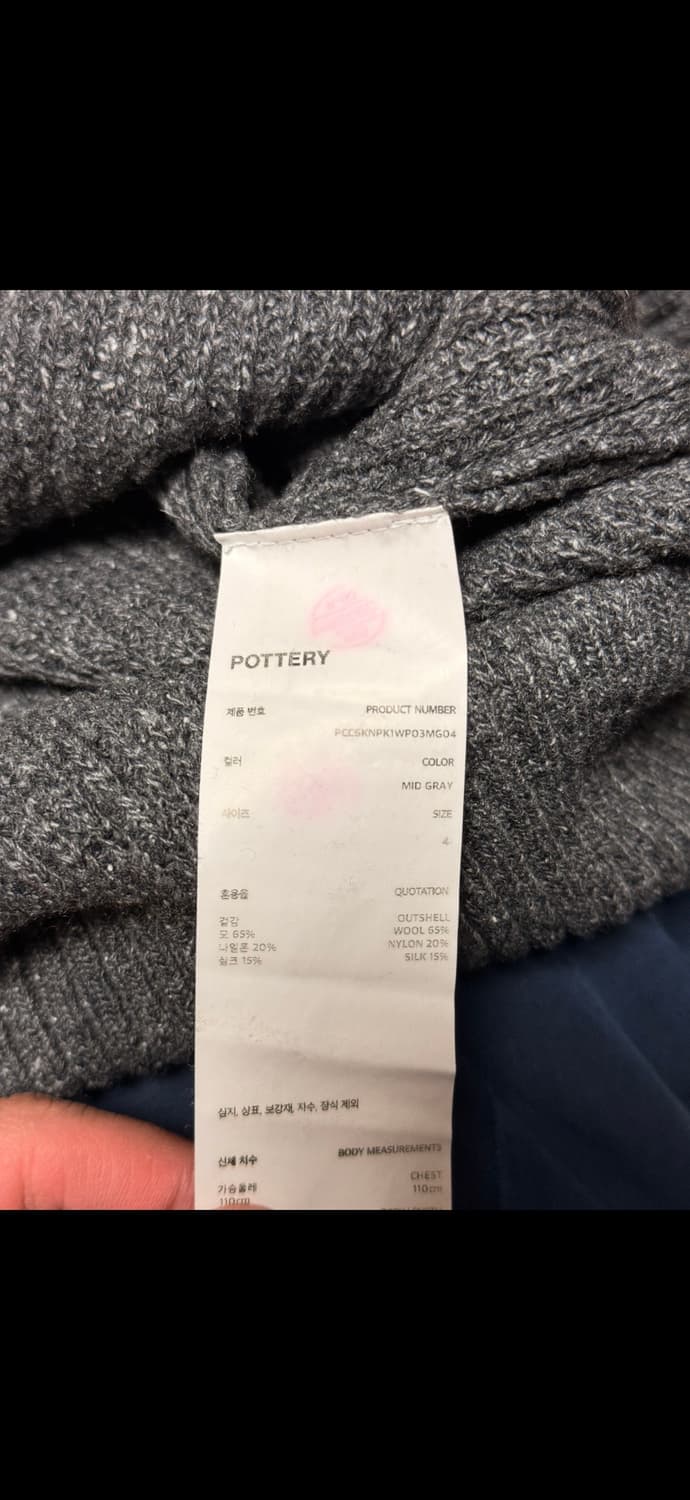 POTTERY
제품 번호 PRODUCT NUMBER
PCC5KNPK1WP03MG04
컬러 COLOR
MID GRAY
사이즈 SIZE
4
혼용율 QUOTATION
겉감 OUTSHELL
모 65% WOOL 65%
나일론 20% NYLON 20%
실크 15% SILK 15%
심지, 상표, 보강재, 자수, 장식 제외
신체 치수 BODY MEASUREMENTS
가슴둘레 CHEST
110cm 110cm